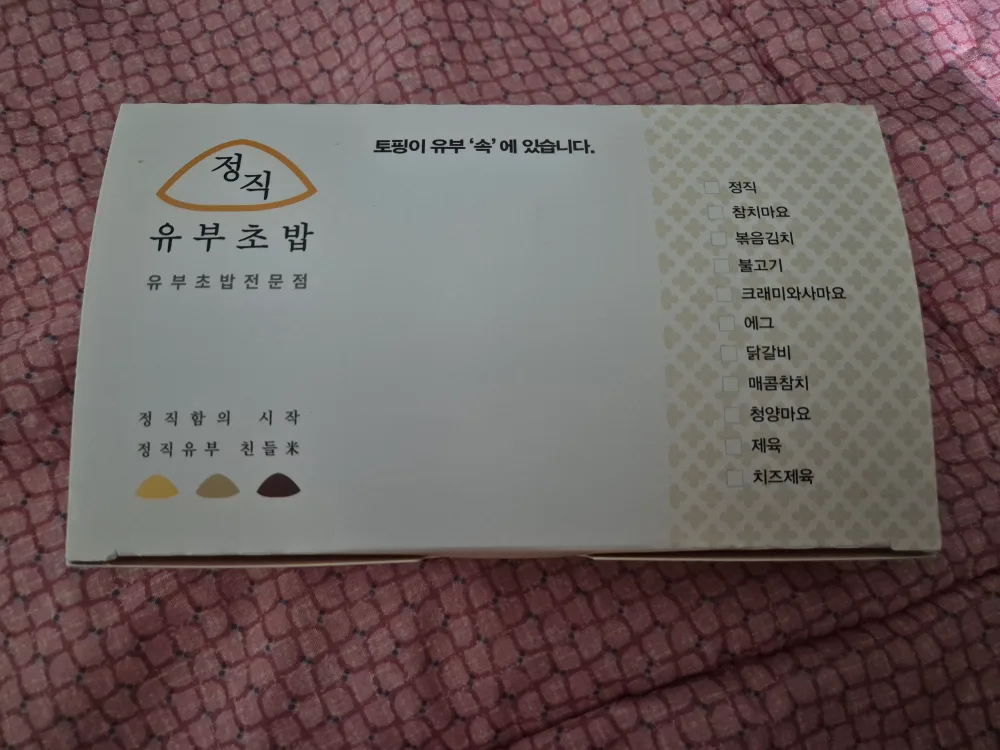 정직
유부초밥
유부초밥전문점
토핑이 유부 ‘속’에 있습니다.
정직함의 시작
정직유부 친들米
정직
참치마요
볶음김치
불고기
크래미와사마요
에그
닭갈비
매콤참치
청양마요
제육
치즈제육